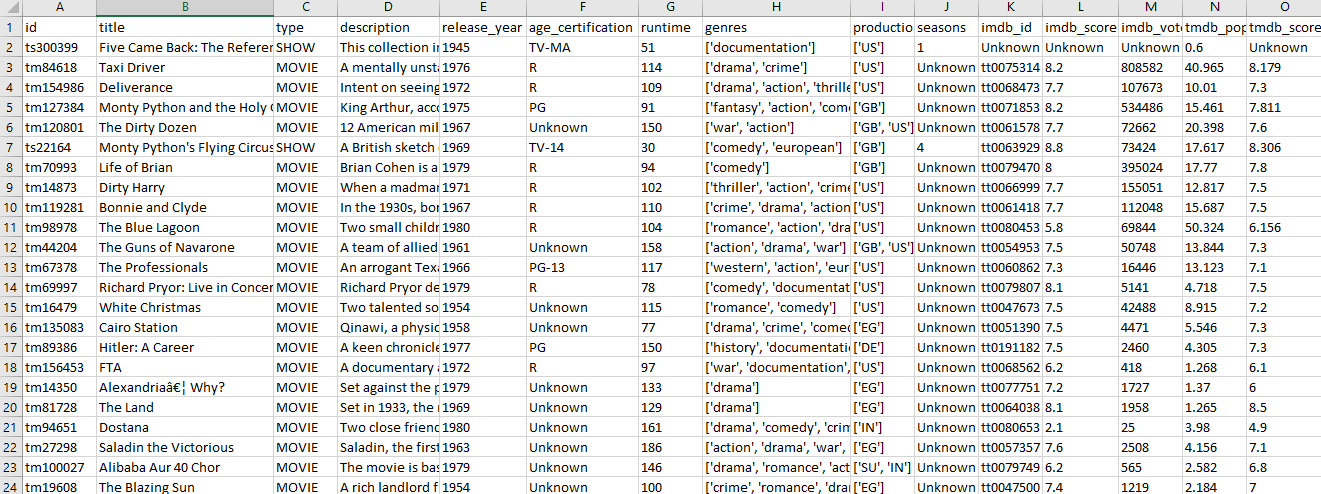 A B C D E F G H I J K L M N O
1 id title type description release_year age_certification runtime genres productio seasons imdb_id imdb_score imdb_vot tmdb_pop tmdb_score
2 ts300399 Five Came Back: The Referen SHOW This collection i 1945 TV-MA 51 ['documentation'] ['US'] 1 Unknown Unknown Unknown 0.6 Unknown
3 tm84618 Taxi Driver MOVIE A mentally unst 1976 R 114 ['drama', 'crime'] ['US'] Unknown tt0075314 8.2 808582 40.965 8.179
4 tm154986 Deliverance MOVIE Intent on seeing 1972 R 109 ['drama', 'action', 'thrille ['US'] Unknown tt0068473 7.7 107673 10.01 7.3
5 tm127384 Monty Python and the Holy G MOVIE King Arthur, acc 1975 PG 91 ['fantasy', 'action', 'com ['GB'] Unknown tt0071853 8.2 534486 15.461 7.811
6 tm120801 The Dirty Dozen MOVIE 12 American mil 1967 Unknown 150 ['war', 'action'] ['GB', 'US'] Unknown tt0061578 7.7 72662 20.398 7.6
7 ts22164 Monty Python's Flying Circus SHOW A British sketch 1969 TV-14 30 ['comedy', 'european'] ['GB'] 4 tt0063929 8.8 73424 17.617 8.306
8 tm70993 Life of Brian MOVIE Brian Cohen is a 1979 R 94 ['comedy'] ['GB'] Unknown tt0079470 8 395024 17.77 7.8
9 tm14873 Dirty Harry MOVIE When a madman 1971 R 102 ['thriller', 'action', 'crime ['US'] Unknown tt0066999 7.7 155051 12.817 7.5
10 tm119281 Bonnie and Clyde MOVIE In the 1930s, bor 1967 R 110 ['crime', 'drama', 'action ['US'] Unknown tt0061418 7.7 112048 15.687 7.5
11 tm98978 The Blue Lagoon MOVIE Two small childr 1980 R 104 ['romance', 'action', 'dra ['US'] Unknown tt0080453 5.8 69844 50.324 6.156
12 tm44204 The Guns of Navarone MOVIE A team of allied 1961 Unknown 158 ['action', 'drama', 'war'] ['GB', 'US'] Unknown tt0054953 7.5 50748 13.844 7.3
13 tm67378 The Professionals MOVIE An arrogant Texa 1966 PG-13 117 ['western', 'action', 'eur ['US'] Unknown tt0060862 7.3 16446 13.123 7.1
14 tm69997 Richard Pryor: Live in Concer MOVIE Richard Pryor de 1979 R 78 ['comedy', 'documentat ['US'] Unknown tt0079807 8.1 5141 4.718 7.5
15 tm16479 White Christmas MOVIE Two talented so 1954 Unknown 115 ['romance', 'comedy'] ['US'] Unknown tt0047673 7.5 42488 8.915 7.2
16 tm135083 Cairo Station MOVIE Qinawi, a physic 1958 Unknown 77 ['drama', 'crime', 'comed ['EG'] Unknown tt0051390 7.5 4471 5.546 7.3
17 tm89386 Hitler: A Career MOVIE A keen chronicle 1977 PG 150 ['history', 'documentatio ['DE'] Unknown tt0191182 7.5 2460 4.305 7.3
18 tm156453 FTA MOVIE A documentary a 1972 R 97 ['war', 'documentation', ['US'] Unknown tt0068562 6.2 418 1.268 6.1
19 tm14350 Alexandriaâ€¦ Why? MOVIE Set against the p 1979 Unknown 133 ['drama'] ['EG'] Unknown tt0077751 7.2 1727 1.37 6
20 tm81728 The Land MOVIE Set in 1933, the 1969 Unknown 129 ['drama'] ['EG'] Unknown tt0064038 8.1 1958 1.265 8.5
21 tm94651 Dostana MOVIE Two close friend 1980 Unknown 161 ['drama', 'comedy', 'crim ['IN'] Unknown tt0080653 2.1 25 3.98 4.9
22 tm27298 Saladin the Victorious MOVIE Saladin, the first 1963 Unknown 186 ['action', 'drama', 'war', ['EG'] Unknown tt0057357 7.6 2508 4.156 7.1
23 tm100027 Alibaba Aur 40 Chor MOVIE The movie is bas 1979 Unknown 146 ['drama', 'romance', 'act ['SU', 'IN'] Unknown tt0079749 6.2 565 2.582 6.8
24 tm19608 The Blazing Sun MOVIE A rich landlord f 1954 Unknown 100 ['crime', 'romance', 'dra ['EG'] Unknown tt0047500 7.4 1219 2.184 7